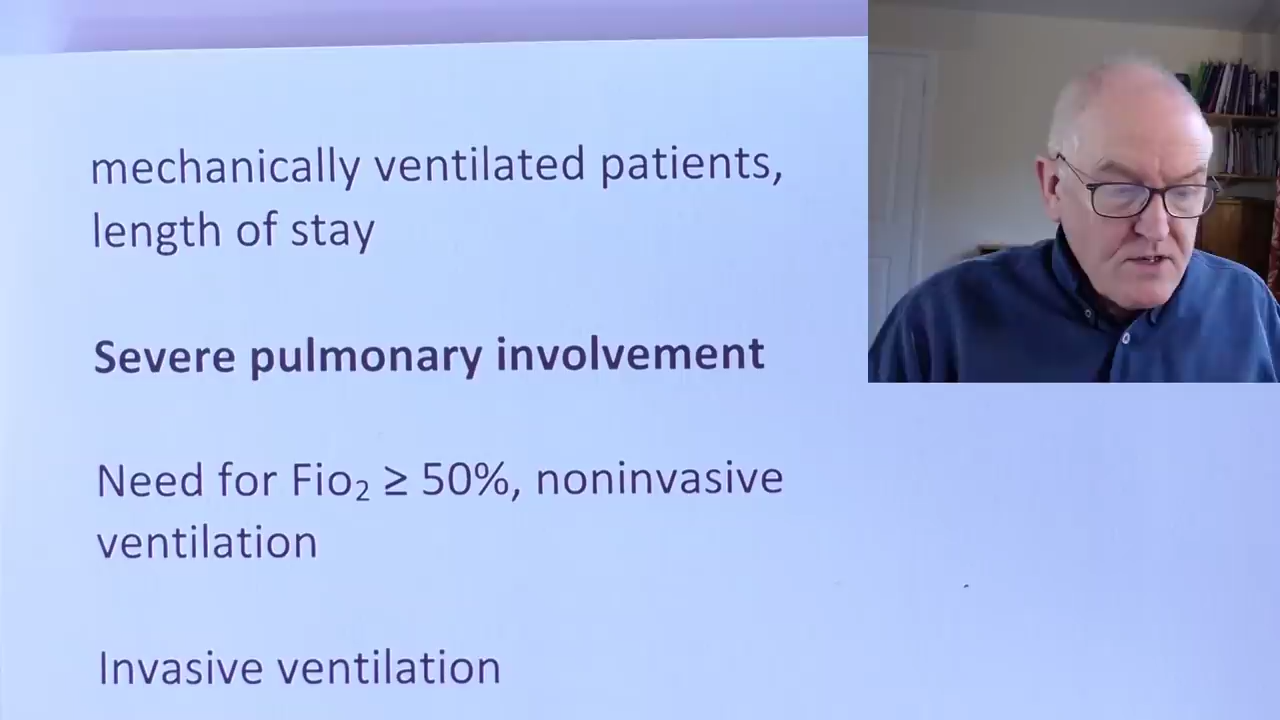 mechanically ventilated patients,
length of stay
Severe pulmonary involvement
Need for Fio₂ ≥ 50%, noninvasive
ventilation
Invasive ventilation